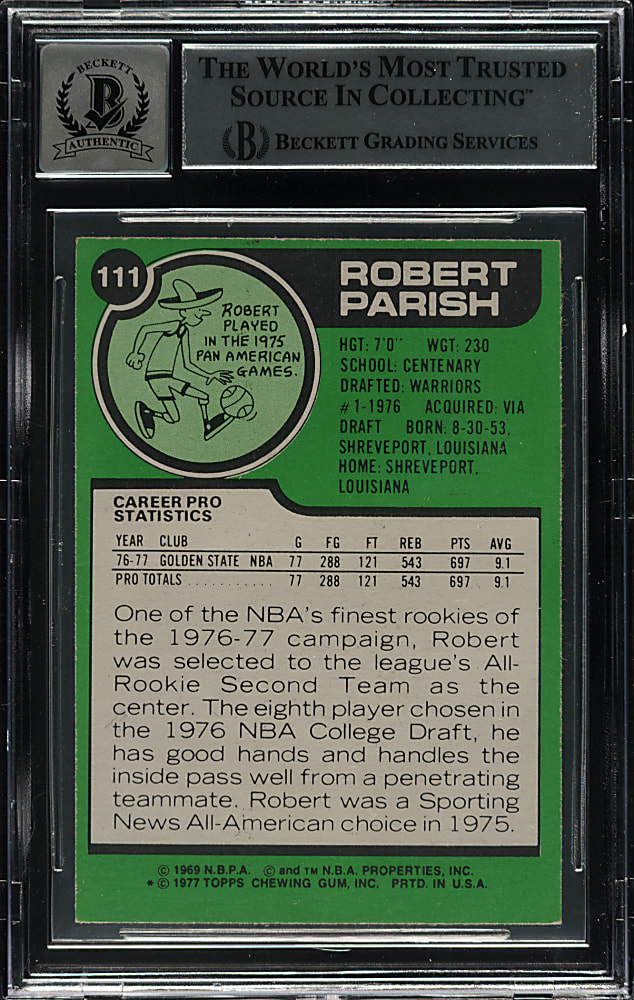 BECKETT
B
AUTHENTIC
THE WORLD'S MOST TRUSTED
SOURCE IN COLLECTING™
B BECKETT GRADING SERVICES
111
ROBERT
PLAYED
IN THE 1975
PAN AMERICAN
GAMES.
ROBERT
PARISH
HGT: 7'0" WGT: 230
SCHOOL: CENTENARY
DRAFTED: WARRIORS
#1-1976 ACQUIRED: VIA
DRAFT BORN: 8-30-53,
SHREVEPORT, LOUISIANA
HOME: SHREVEPORT,
LOUISIANA
CAREER PRO
STATISTICS
YEAR CLUB G FG FT REB PTS AVG
76-77 GOLDEN STATE NBA 77 288 121 543 697 9.1
PRO TOTALS . . . . . . . . . . . 77 288 121 543 697 9.1
One of the NBA's finest rookies of
the 1976-77 campaign, Robert
was selected to the league's All-
Rookie Second Team as the
center. The eighth player chosen in
the 1976 NBA College Draft, he
has good hands and handles the
inside pass well from a penetrating
teammate. Robert was a Sporting
News All-American choice in 1975.
© 1969 N.B.P.A. © and TM N.B.A. PROPERTIES, INC.
* © 1977 TOPPS CHEWING GUM, INC. PRTD. IN U.S.A.